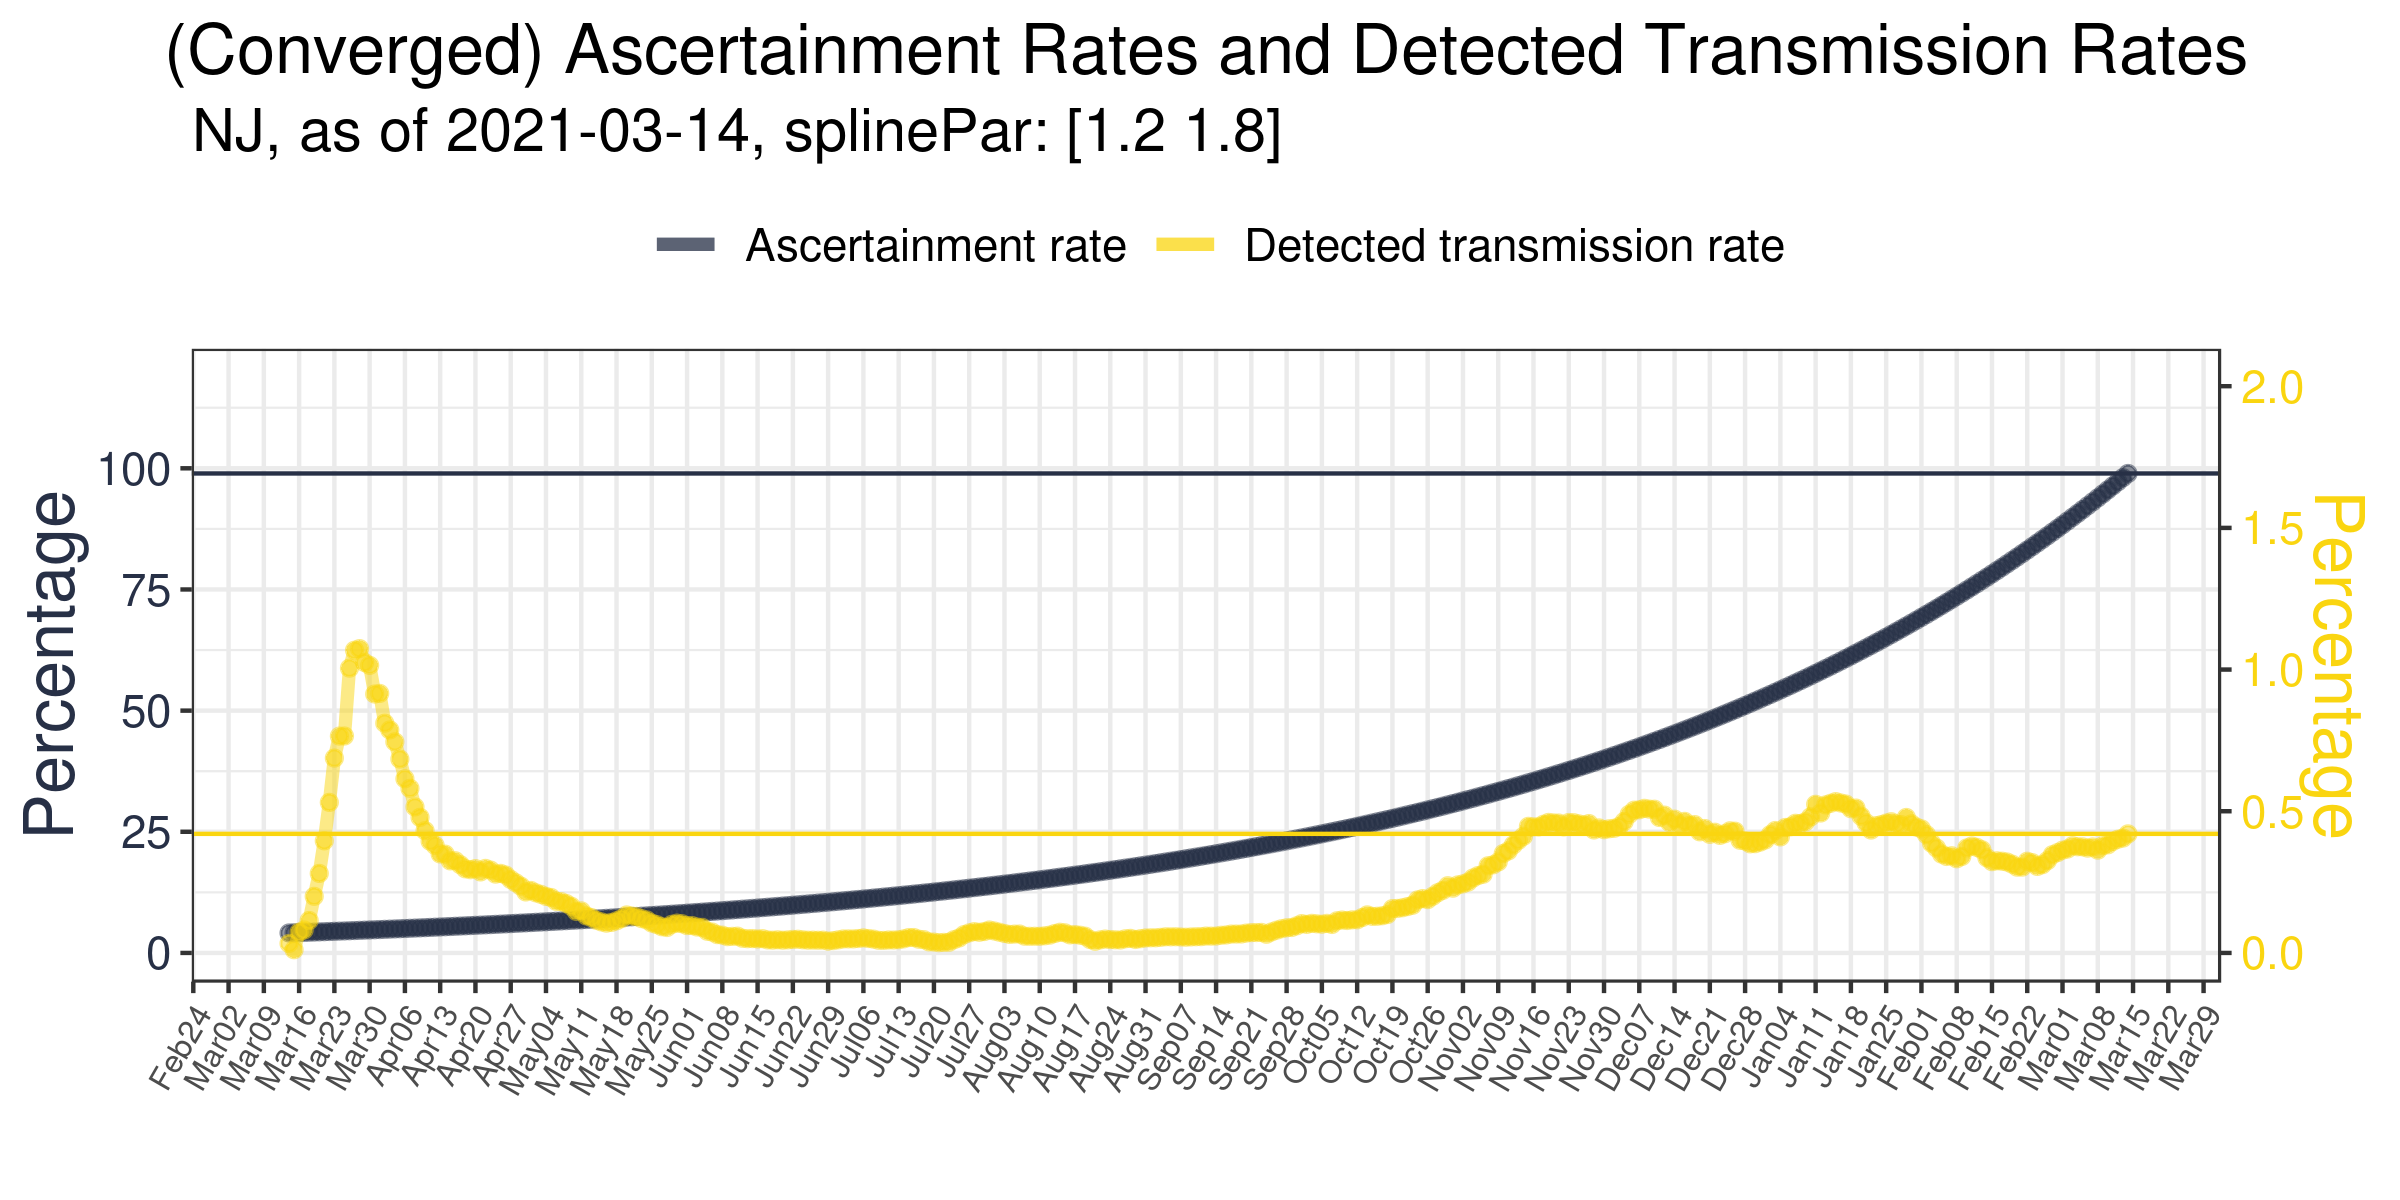 (Converged) Ascertainment Rates and Detected Transmission Rates
NJ, as of 2021-03-14, splinePar: [1.2 1.8]
Ascertainment rate
Detected transmission rate
Percentage
100
75
50
25
0
2.0
1.5
1.0
0.5
0.0
Percentage
Feb24
Mar02
Mar09
Mar16
Mar23
Mar30
Apr06
Apr13
Apr20
Apr27
May04
May11
May18
May25
Jun01
Jun08
Jun15
Jun22
Jun29
Jul06
Jul13
Jul20
Jul27
Aug03
Aug10
Aug17
Aug24
Aug31
Sep07
Sep14
Sep21
Sep28
Oct05
Oct12
Oct19
Oct26
Nov02
Nov09
Nov16
Nov23
Nov30
Dec07
Dec14
Dec21
Dec28
Jan04
Jan11
Jan18
Jan25
Feb01
Feb08
Feb15
Feb22
Mar01
Mar08
Mar15
Mar22
Mar29